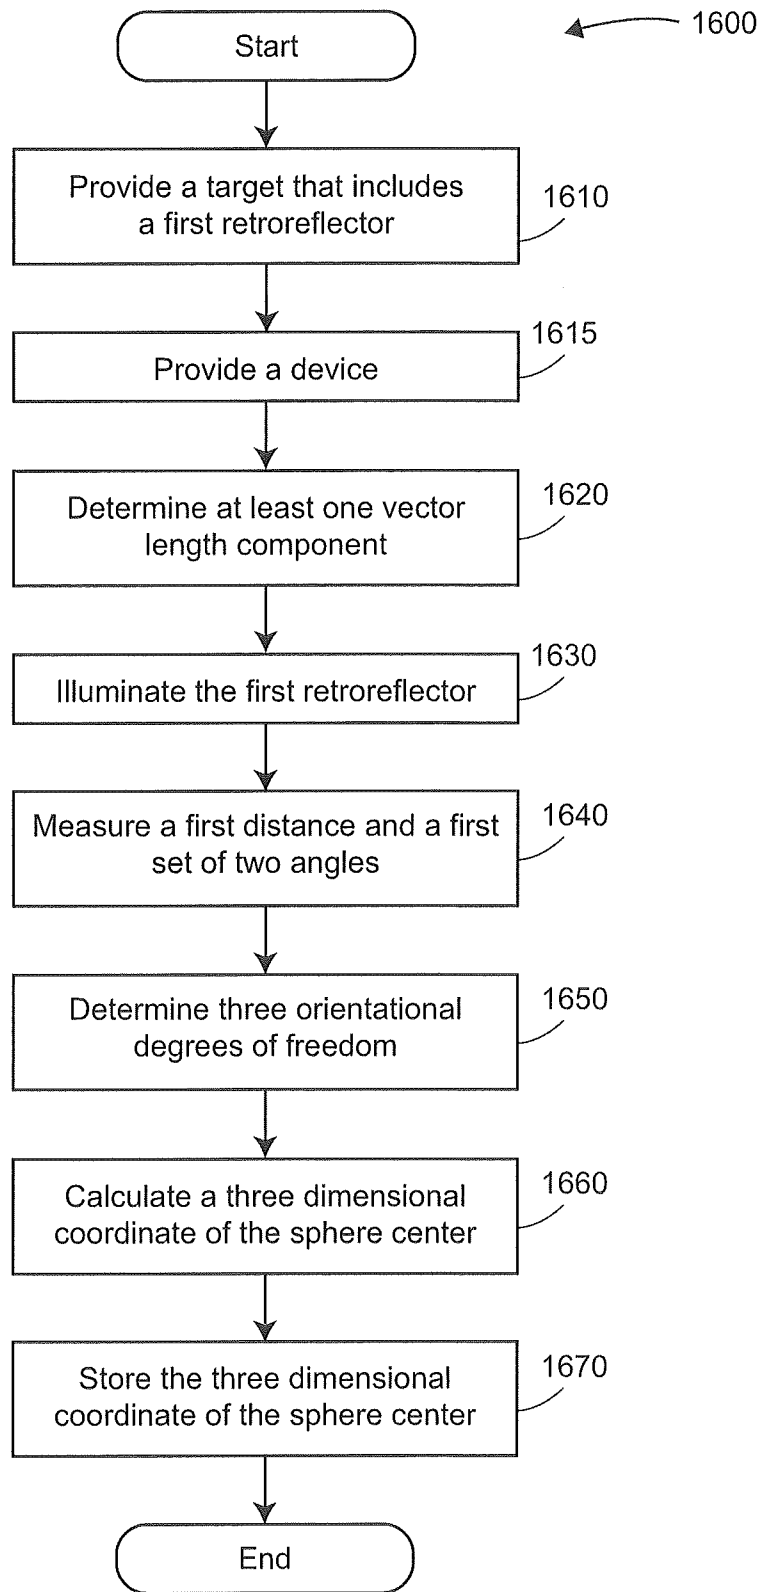 Start
1600
Provide a target that includes
a first retroreflector
1610
Provide a device
1615
Determine at least one vector
length component
1620
Illuminate the first retroreflector
1630
Measure a first distance and a first
set of two angles
1640
Determine three orientational
degrees of freedom
1650
Calculate a three dimensional
coordinate of the sphere center
1660
Store the three dimensional
coordinate of the sphere center
1670
End